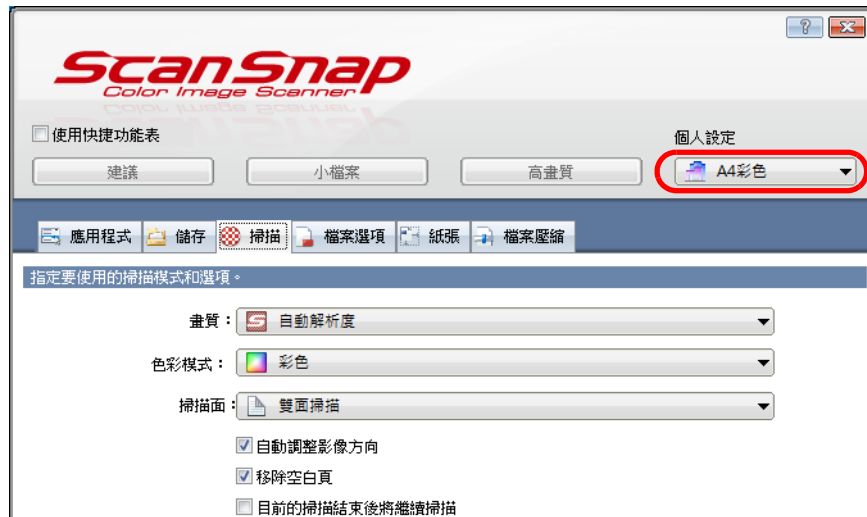 ScanSnap
Color Image Scanner
使用快捷功能表
個人設定
建議
小檔案
高畫質
A4彩色
應用程式 儲存 掃描 檔案選項 紙張 檔案壓縮
指定要使用的掃描模式和選項。
畫質： 自動解析度
色彩模式： 彩色
掃描面： 雙面掃描
自動調整影像方向
移除空白頁
目前的掃描結束後將繼續掃描